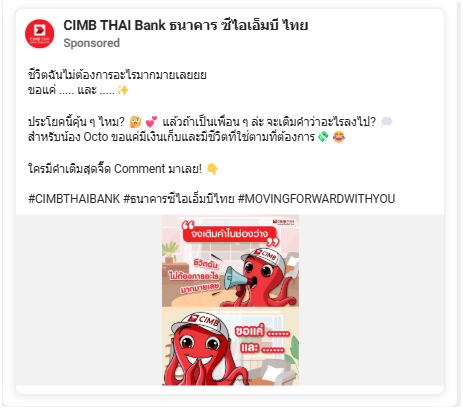 CIMB THAI Bank ธนาคาร ซีไอเอ็มบี ไทย
Sponsored
ชีวิตฉันไม่ต้องการอะไรมากมายเลยยย
ขอแค่ ..... และ ..... ✨
ประโยคนี้คุ้น ๆ ไหม? 🤔 💕 แล้วถ้าเป็นเพื่อน ๆ ล่ะ จะเติมคำว่าอะไรลงไป? 💭
สำหรับน้อง Octo ขอแค่มีเงินเก็บและมีชีวิตที่ใช้ตามที่ต้องการ 💸 😂
ใครมีคำเติมสุดจี๊ด Comment มาเลย! 👇
#CIMBTHAIBANK #ธนาคารซีไอเอ็มบีไทย #MOVINGFORWARDWITHYOU
CIMB THAI
"จงเติมคำในช่องว่าง"
ชีวิตฉัน
ไม่ต้องการอะไร
มากมายเลย
CIMB
CIMB
ขอแค่ ......
และ ......